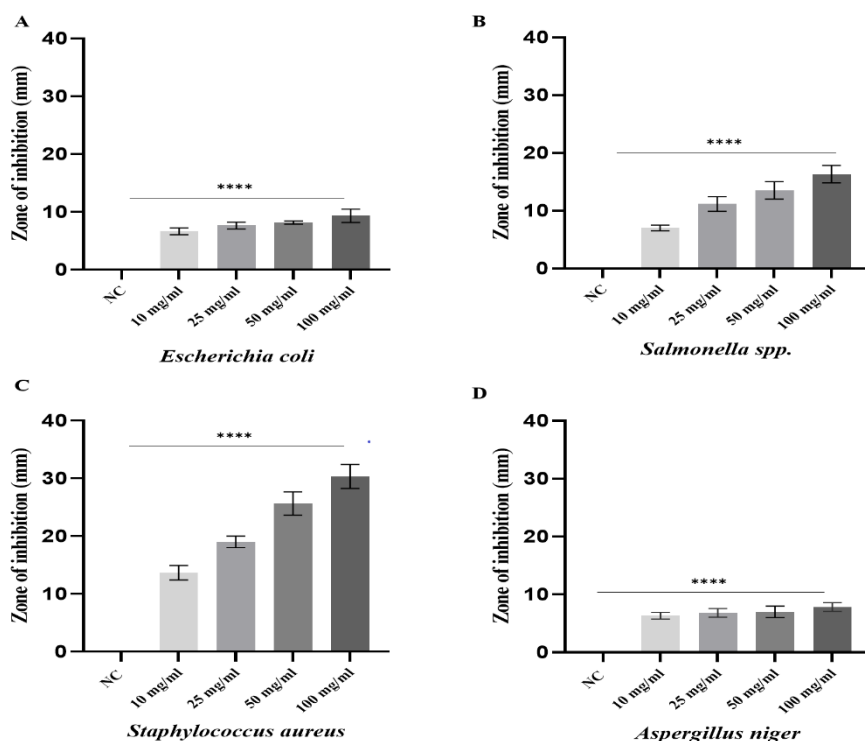 A
Zone of inhibition (mm)
40
30
20
10
0
****
NC
10 mg/ml
25 mg/ml
50 mg/ml
100 mg/ml
Escherichia coli
B
Zone of inhibition (mm)
40
30
20
10
0
****
NC
10 mg/ml
25 mg/ml
50 mg/ml
100 mg/ml
Salmonella spp.
C
Zone of inhibition (mm)
40
30
20
10
0
****
NC
10 mg/ml
25 mg/ml
50 mg/ml
100 mg/ml
Staphylococcus aureus
D
Zone of inhibition (mm)
40
30
20
10
0
****
NC
10 mg/ml
25 mg/ml
50 mg/ml
100 mg/ml
Aspergillus niger